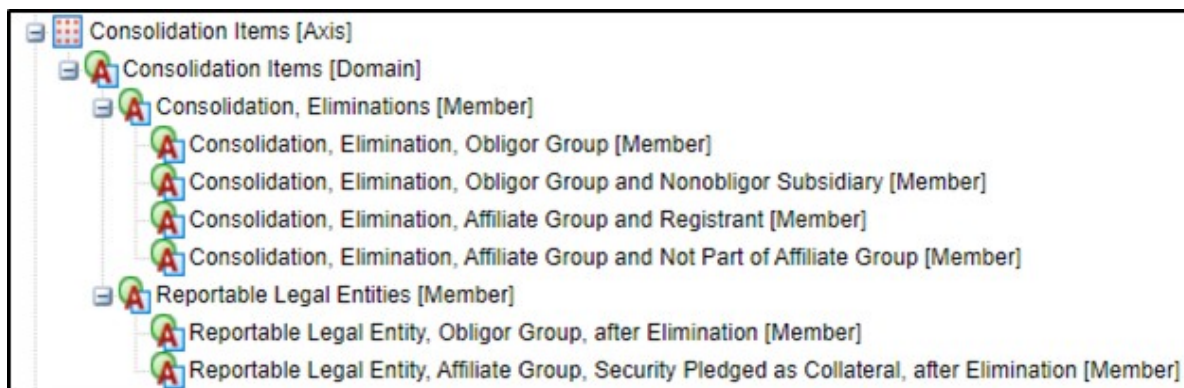 Consolidation Items [Axis]
Consolidation Items [Domain]
Consolidation, Eliminations [Member]
Consolidation, Elimination, Obligor Group [Member]
Consolidation, Elimination, Obligor Group and Nonobligor Subsidiary [Member]
Consolidation, Elimination, Affiliate Group and Registrant [Member]
Consolidation, Elimination, Affiliate Group and Not Part of Affiliate Group [Member]
Reportable Legal Entities [Member]
Reportable Legal Entity, Obligor Group, after Elimination [Member]
Reportable Legal Entity, Affiliate Group, Security Pledged as Collateral, after Elimination [Member]